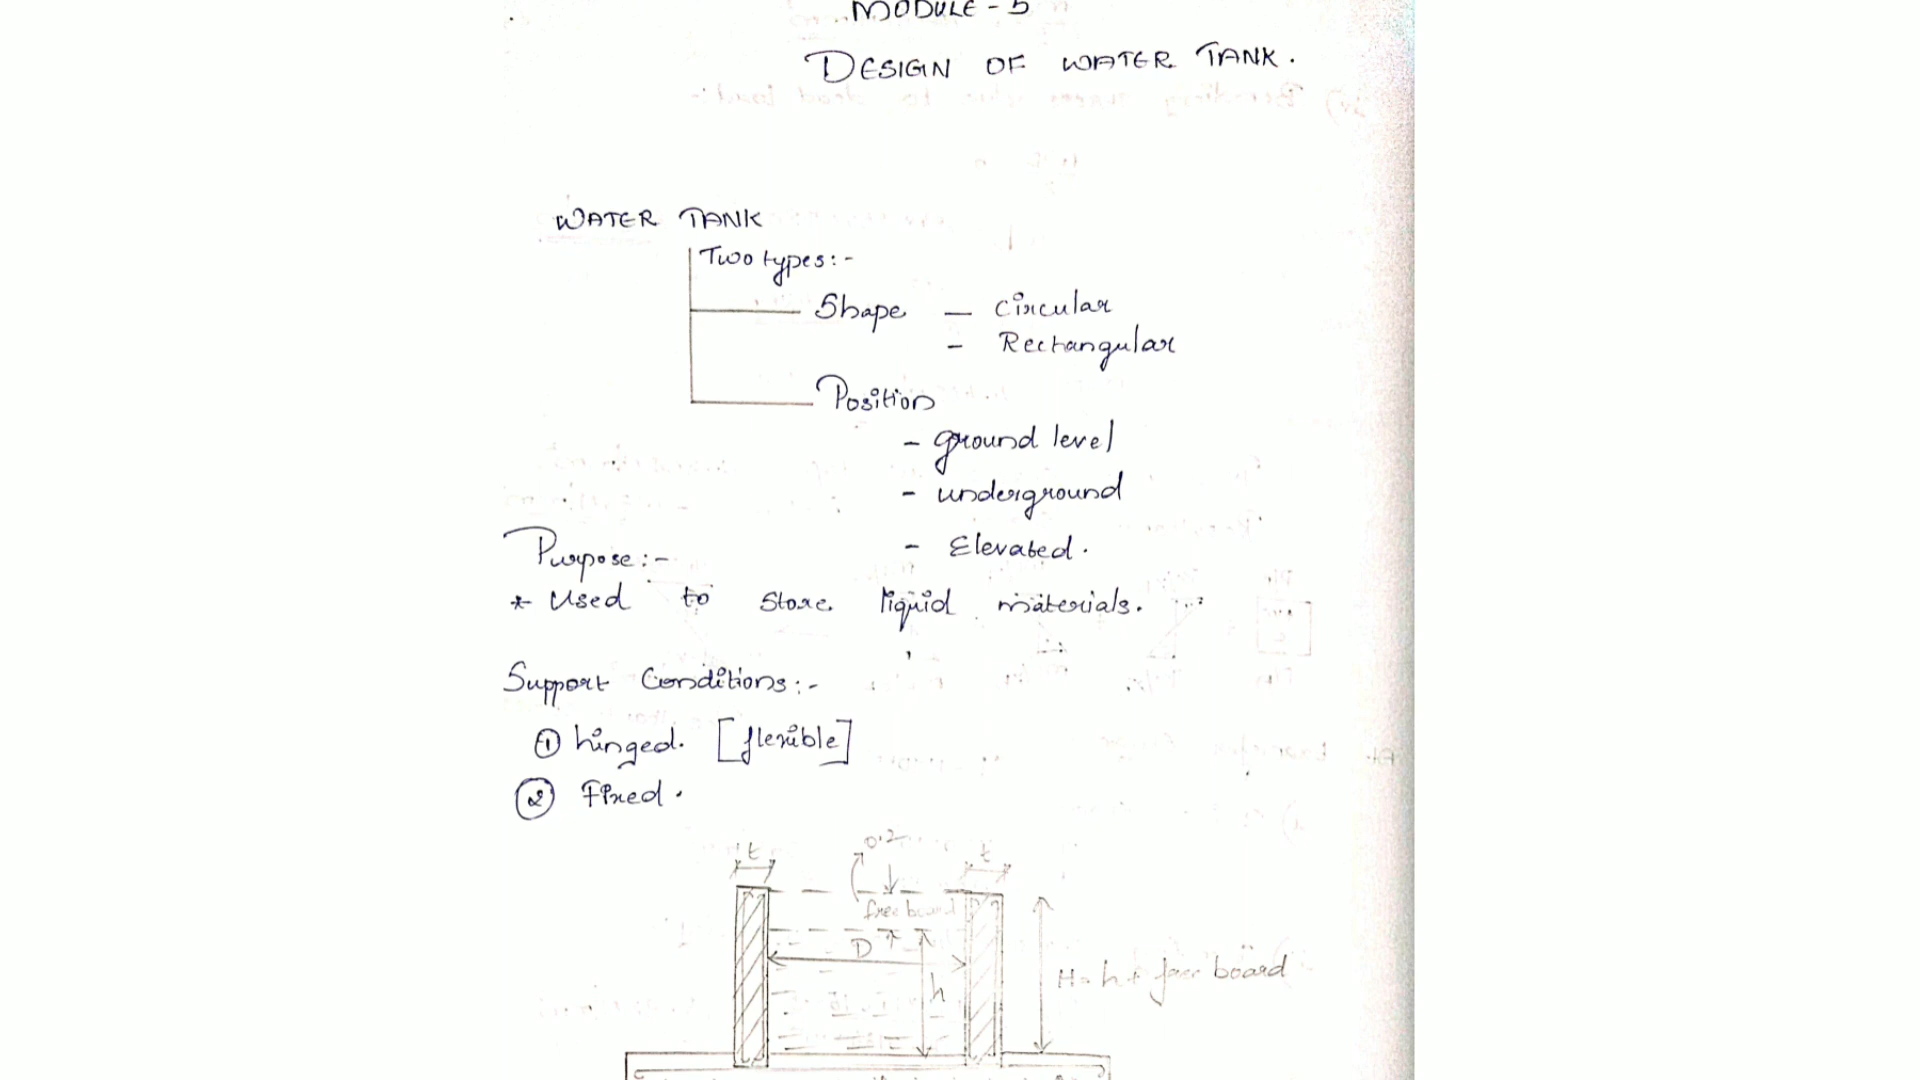 MODULE - 5
DESIGN OF WATER TANK.
WATER TANK
Two types:-
Shape - Circular
- Rectangular
Position
- ground level
- underground
- Elevated.
Purpose:-
* Used to store liquid materials.
Support Conditions:-
① hinged. [flexible]
② Fixed.
0.2
t t
free board
D
h
H = h + free board